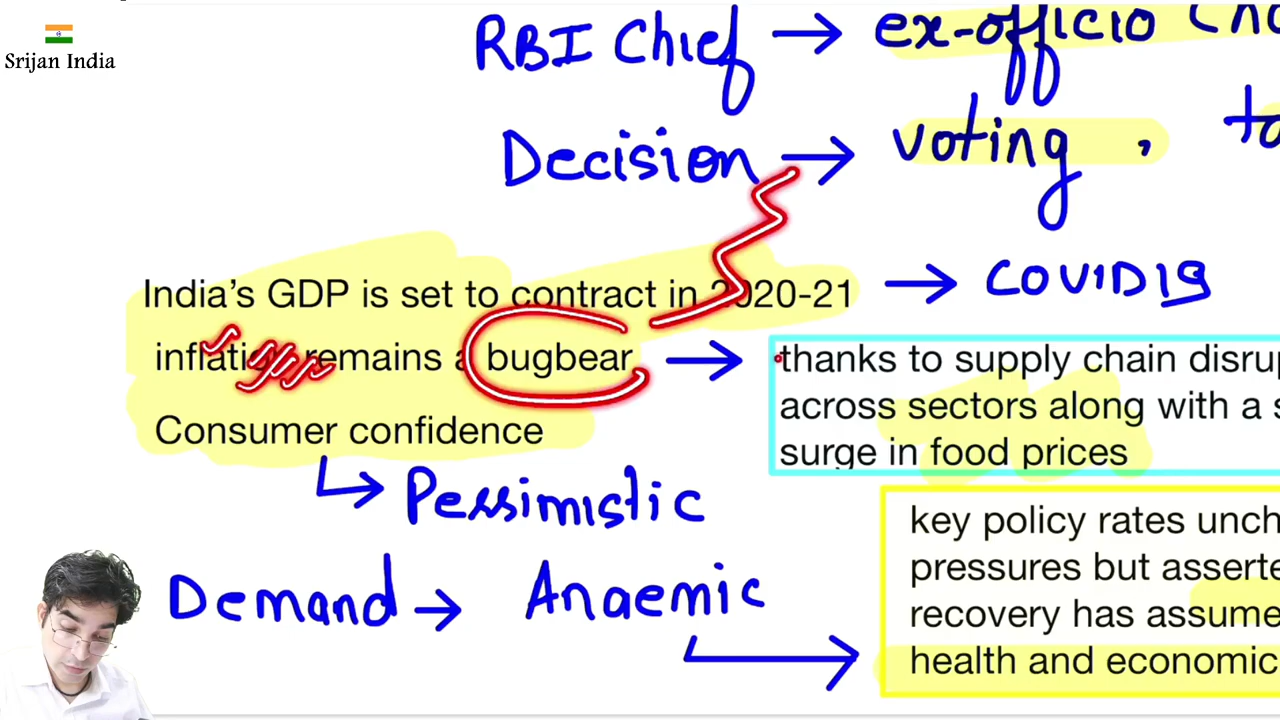 Srijan India
RBI Chief → ex-officio
Decision → voting,
India's GDP is set to contract in 2020-21 → COVID19
inflation remains a bugbear →
thanks to supply chain
across sectors along with a
surge in food prices
Consumer confidence
Pessimistic
Demand → Anaemic
key policy rates
pressures but
recovery has
health and economic